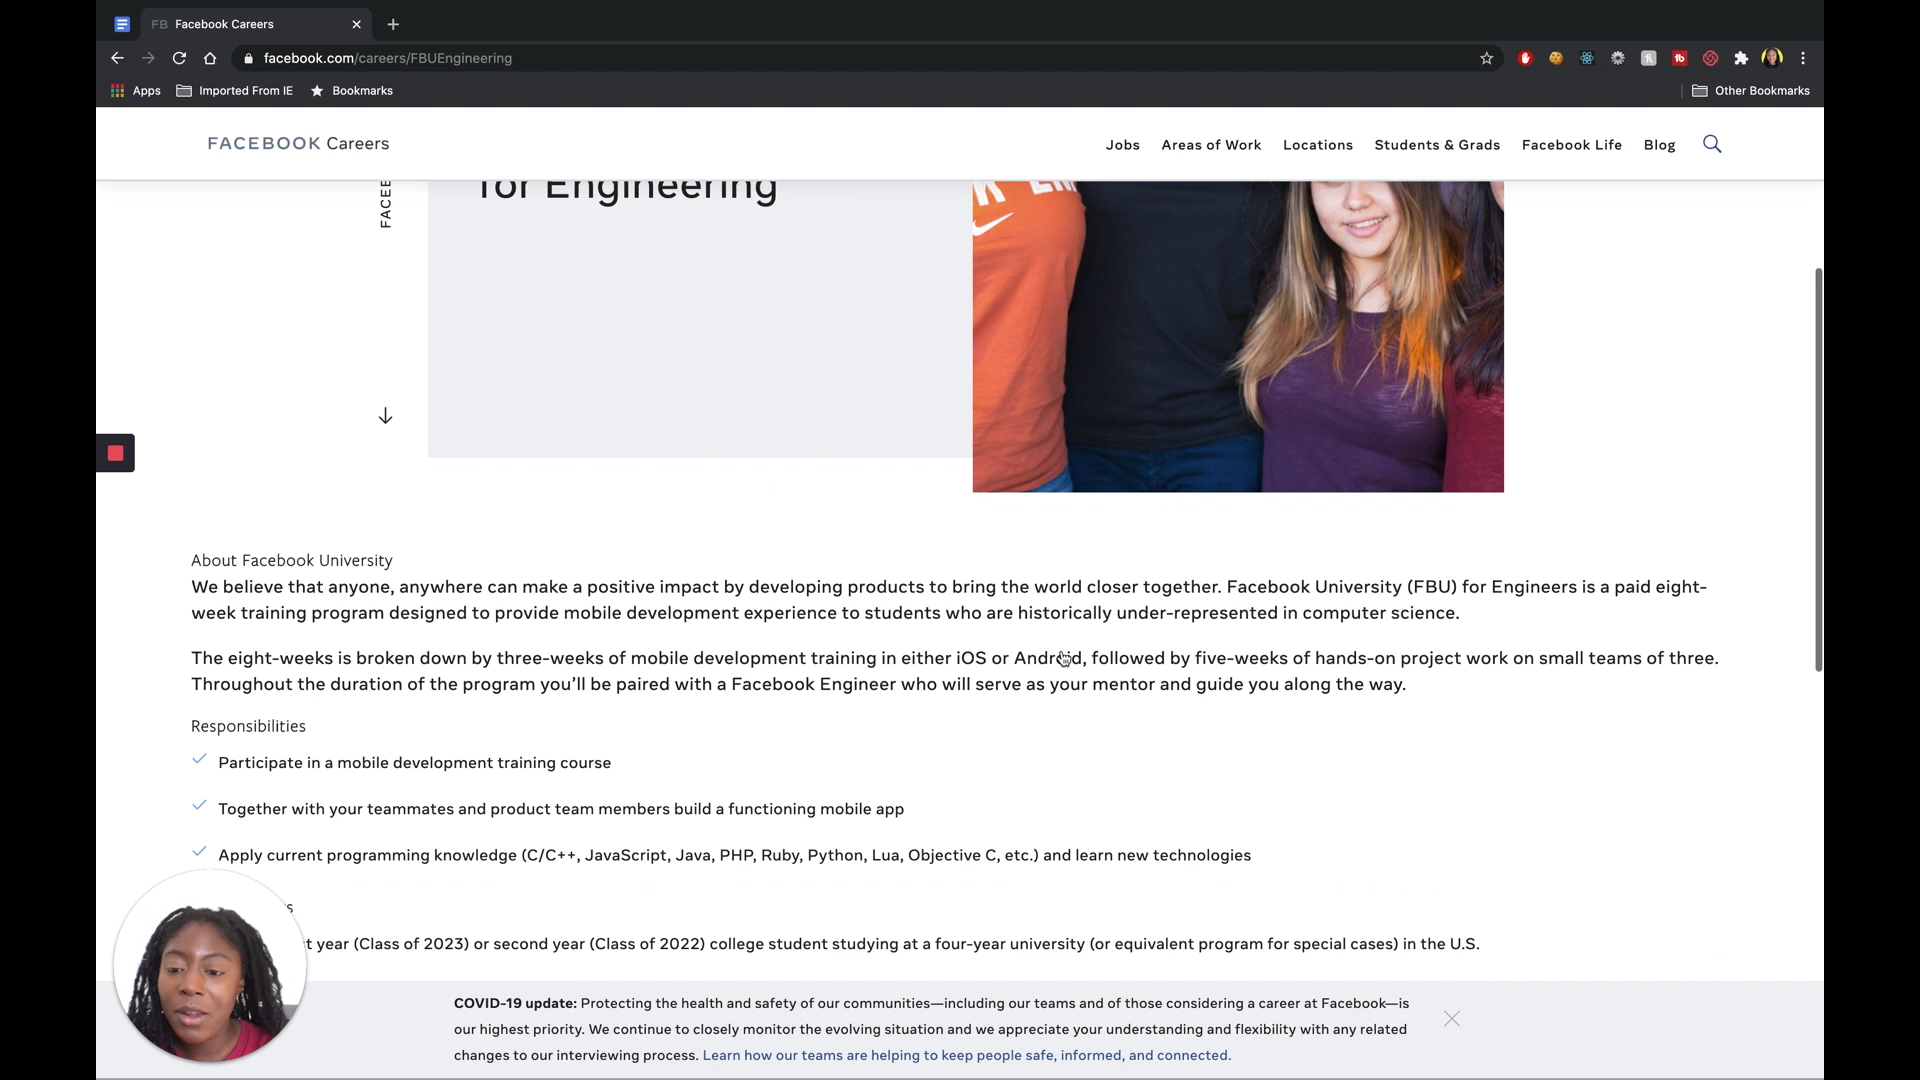 FB Facebook Careers
facebook.com/careers/FBUEngineering
Apps Imported From IE Bookmarks Other Bookmarks
FACEBOOK Careers Jobs Areas of Work Locations Students & Grads Facebook Life Blog
for Engineering
About Facebook University
We believe that anyone, anywhere can make a positive impact by developing products to bring the world closer together. Facebook University (FBU) for Engineers is a paid eight-
week training program designed to provide mobile development experience to students who are historically under-represented in computer science.
The eight-weeks is broken down by three-weeks of mobile development training in either iOS or Android, followed by five-weeks of hands-on project work on small teams of three.
Throughout the duration of the program you’ll be paired with a Facebook Engineer who will serve as your mentor and guide you along the way.
Responsibilities
Participate in a mobile development training course
Together with your teammates and product team members build a functioning mobile app
Apply current programming knowledge (C/C++, JavaScript, Java, PHP, Ruby, Python, Lua, Objective C, etc.) and learn new technologies
year (Class of 2023) or second year (Class of 2022) college student studying at a four-year university (or equivalent program for special cases) in the U.S.
COVID-19 update: Protecting the health and safety of our communities—including our teams and of those considering a career at Facebook—is
our highest priority. We continue to closely monitor the evolving situation and we appreciate your understanding and flexibility with any related
changes to our interviewing process. Learn how our teams are helping to keep people safe, informed, and connected.